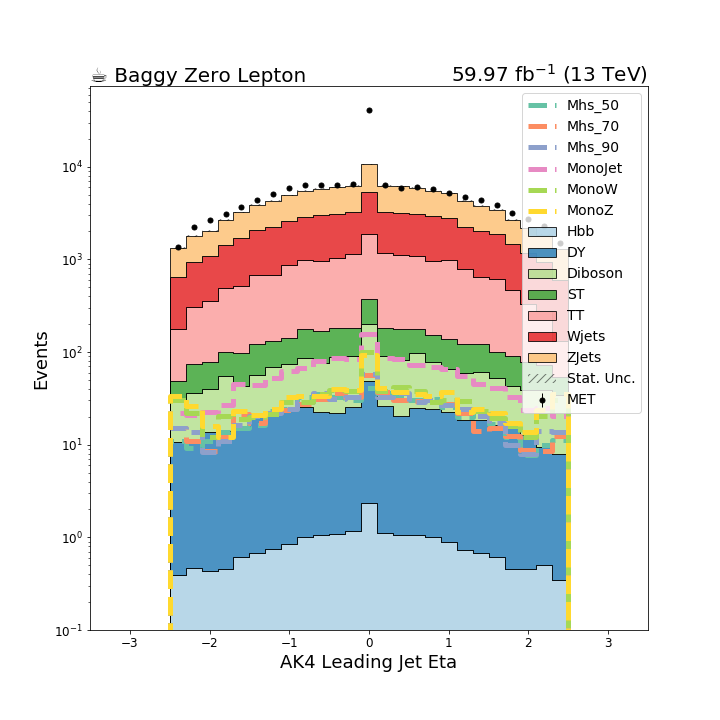 ☕ Baggy Zero Lepton 59.97 fb⁻¹ (13 TeV)
Mhs_50
Mhs_70
Mhs_90
MonoJet
MonoW
MonoZ
Hbb
DY
Diboson
ST
TT
Wjets
ZJets
Stat. Unc.
MET
Events
10⁴
10³
10²
10¹
10⁰
10⁻¹
−3 −2 −1 0 1 2 3
AK4 Leading Jet Eta